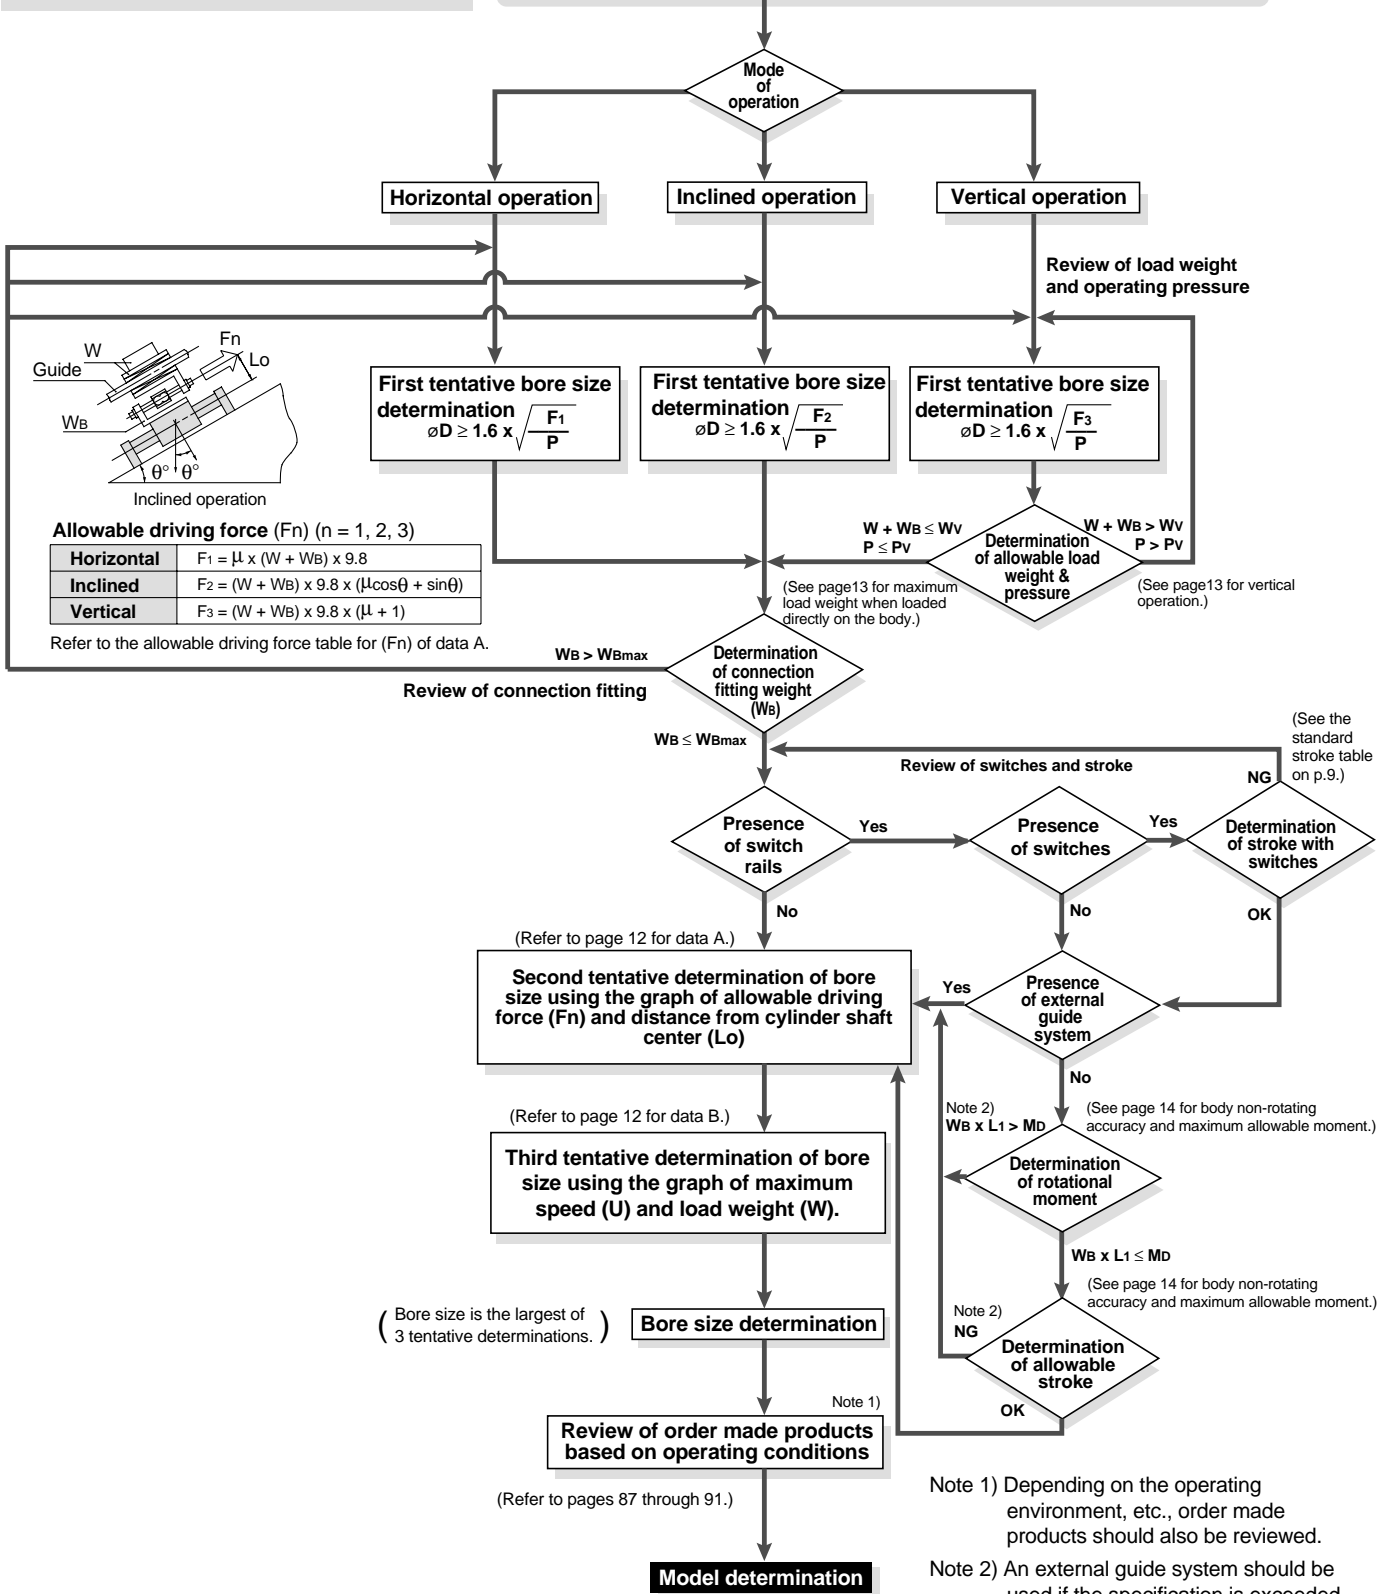 Mode
of
operation
Horizontal operation
Inclined operation
Vertical operation
Review of load weight
and operating pressure
W
Fn
Lo
Guide
WB
θ° θ°
Inclined operation
First tentative bore size
determination
øD ≥ 1.6 x √ F1
P
First tentative bore size
determination
øD ≥ 1.6 x √ F2
P
First tentative bore size
determination
øD ≥ 1.6 x √ F3
P
Allowable driving force (Fn) (n = 1, 2, 3)
Horizontal F1 = μ x (W + WB) x 9.8
Inclined F2 = (W + WB) x 9.8 x (μcosθ + sinθ)
Vertical F3 = (W + WB) x 9.8 x (μ + 1)
Refer to the allowable driving force table for (Fn) of data A.
W + WB ≤ WV
P ≤ PV
Determination
of allowable load
weight &
pressure
W + WB > WV
P > PV
(See page13 for maximum
load weight when loaded
directly on the body.)
(See page13 for vertical
operation.)
WB > WBmax
Review of connection fitting
Determination
of connection
fitting weight
(WB)
WB ≤ WBmax
Review of switches and stroke
(See the
standard
stroke table
on p.9.)
NG
Presence
of switch
rails
Yes
Presence
of switches
Yes
Determination
of stroke with
switches
No
No
OK
(Refer to page 12 for data A.)
Second tentative determination of bore
size using the graph of allowable driving
force (Fn) and distance from cylinder shaft
center (Lo)
Yes
Presence
of external
guide
system
No
Note 2)
WB x L1 > MD
(See page 14 for body non-rotating
accuracy and maximum allowable moment.)
(Refer to page 12 for data B.)
Third tentative determination of bore
size using the graph of maximum
speed (U) and load weight (W).
Determination
of rotational
moment
WB x L1 ≤ MD
(See page 14 for body non-rotating
accuracy and maximum allowable moment.)
( Bore size is the largest of
3 tentative determinations. )
Bore size determination
Note 2)
NG
Determination
of allowable
stroke
OK
Note 1)
Review of order made products
based on operating conditions
(Refer to pages 87 through 91.)
Model determination
Note 1) Depending on the operating
environment, etc., order made
products should also be reviewed.
Note 2) An external guide system should be
used if the specification is exceeded